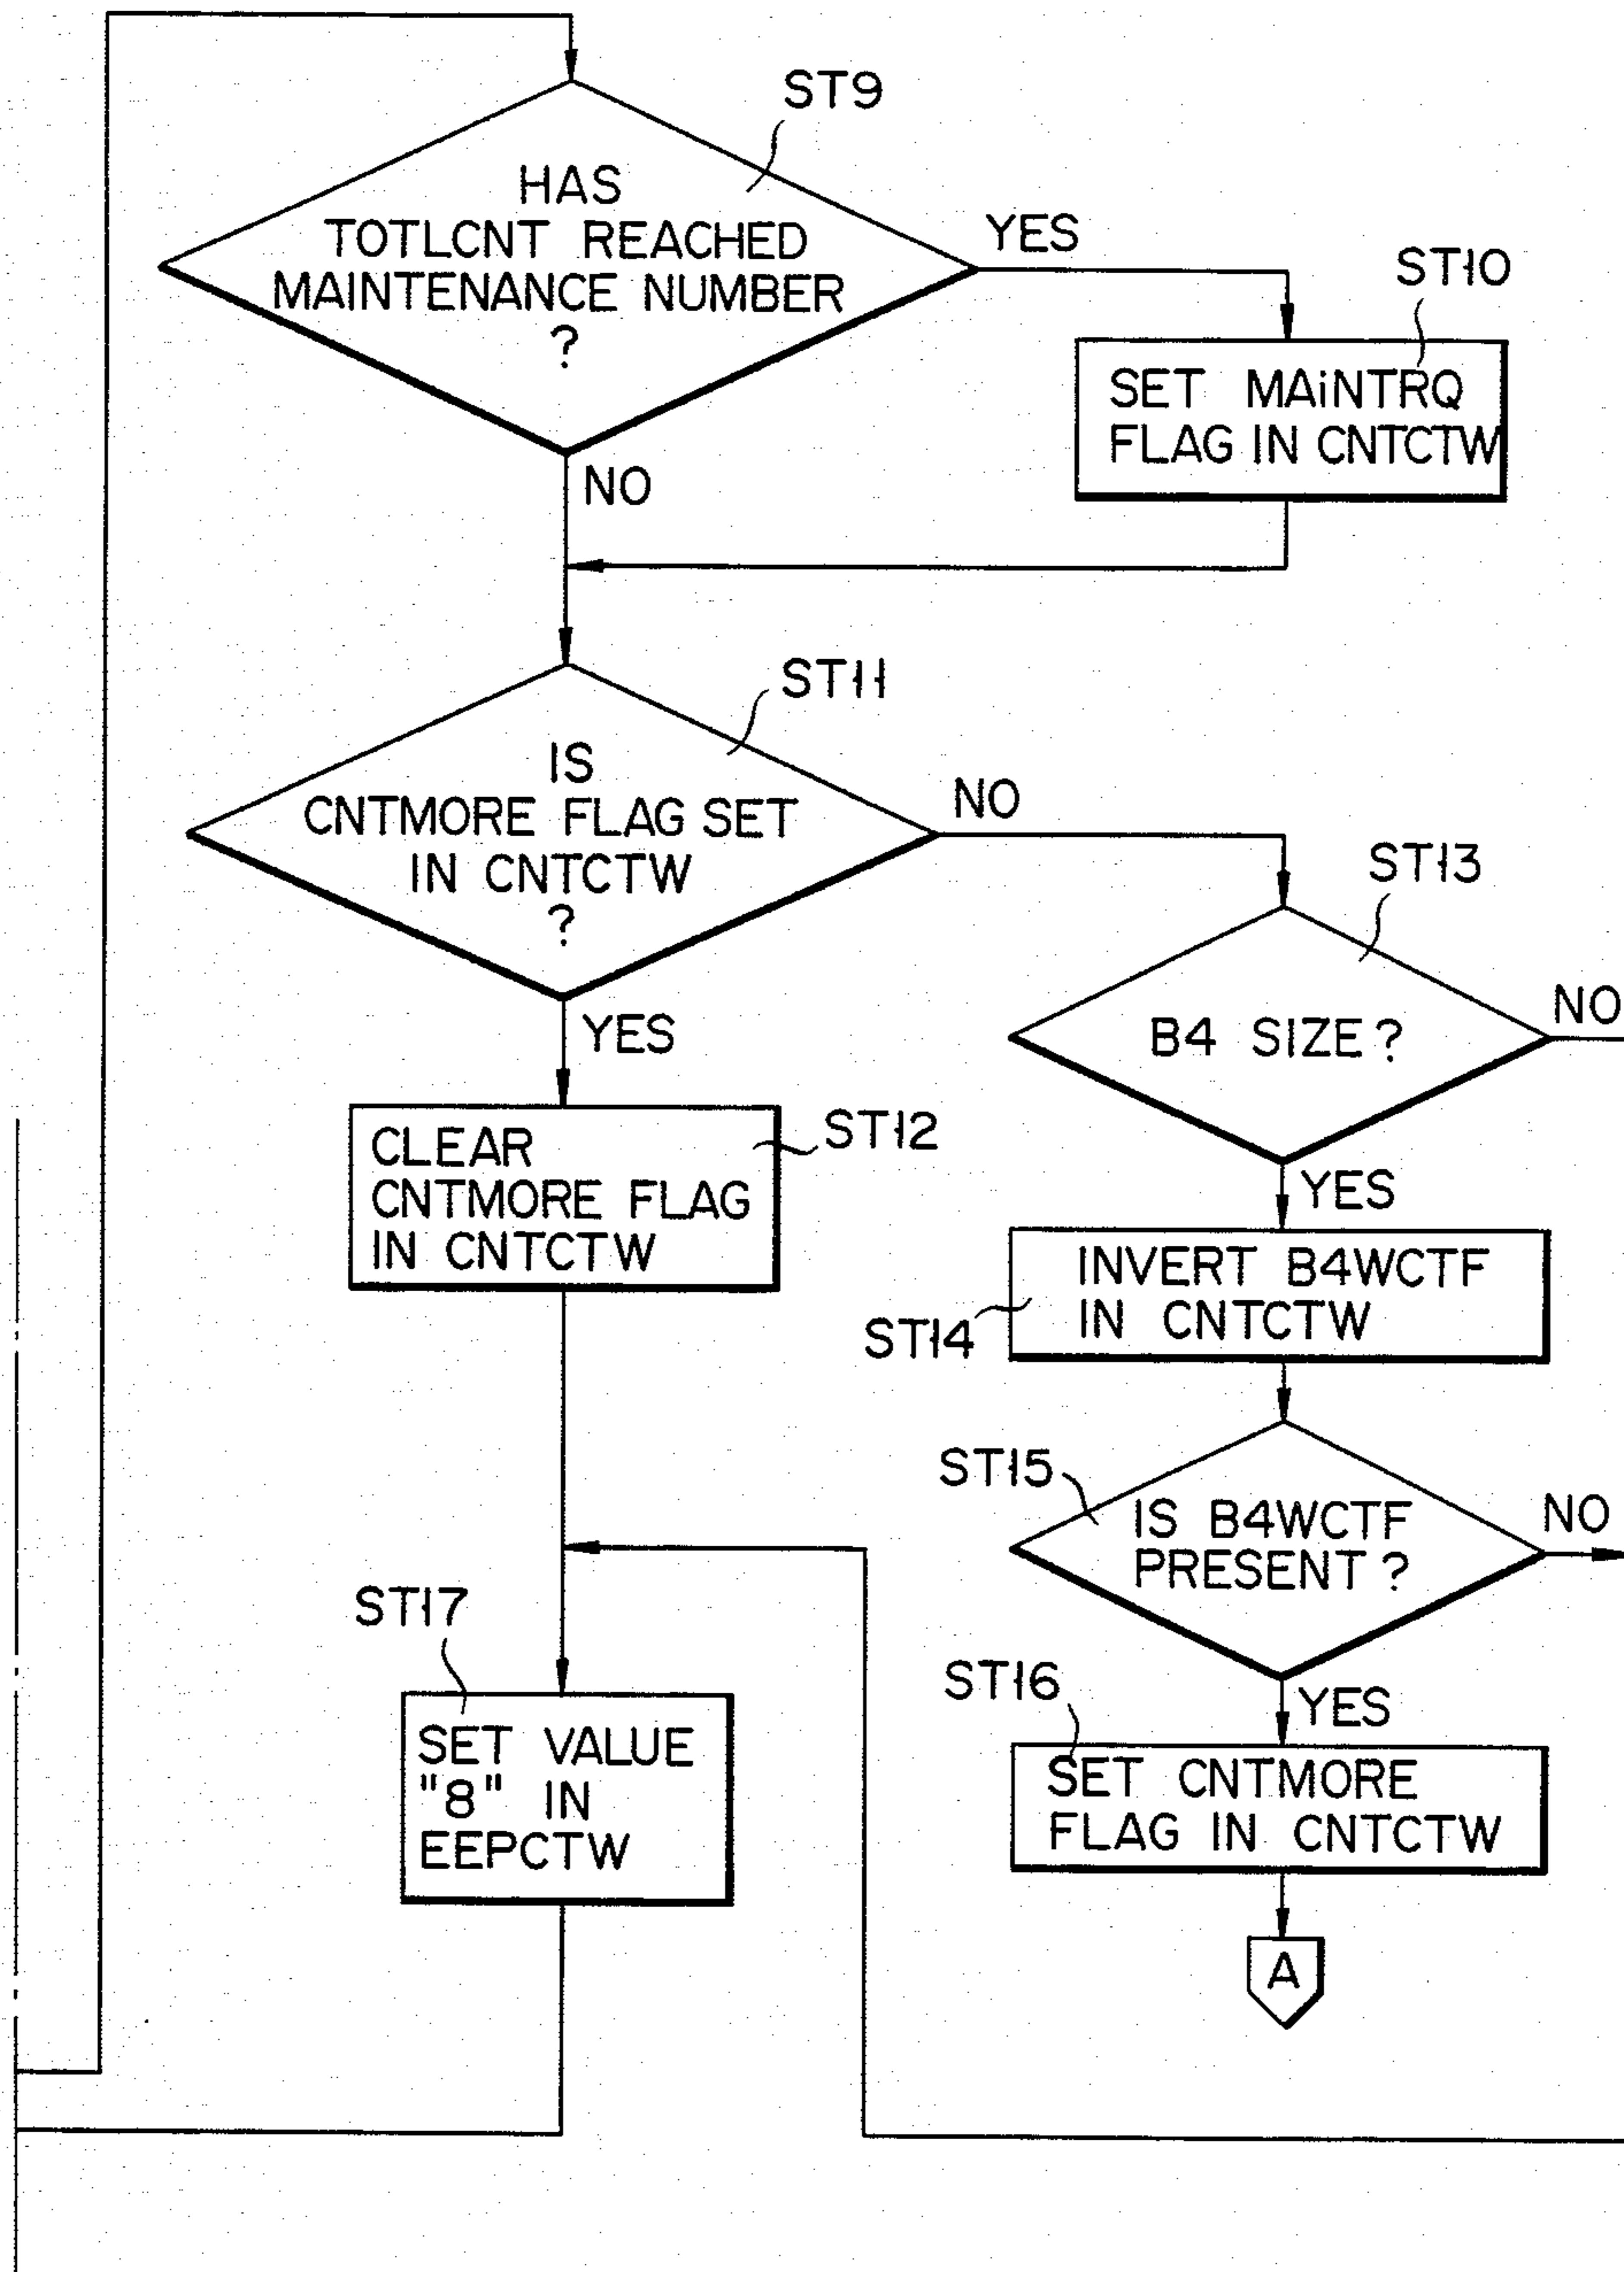 ST9
HAS
TOTLCNT REACHED
MAINTENANCE NUMBER
?
YES
NO
ST10
SET MAiNTRQ
FLAG IN CNTCTW
ST11
IS
CNTMORE FLAG SET
IN CNTCTW
?
NO
YES
ST12
CLEAR
CNTMORE FLAG
IN CNTCTW
ST13
B4 SIZE?
NO
YES
ST14
INVERT B4WCTF
IN CNTCTW
ST15
IS B4WCTF
PRESENT?
NO
YES
ST16
SET CNTMORE
FLAG IN CNTCTW
A
ST17
SET VALUE
"8" IN
EEPCTW